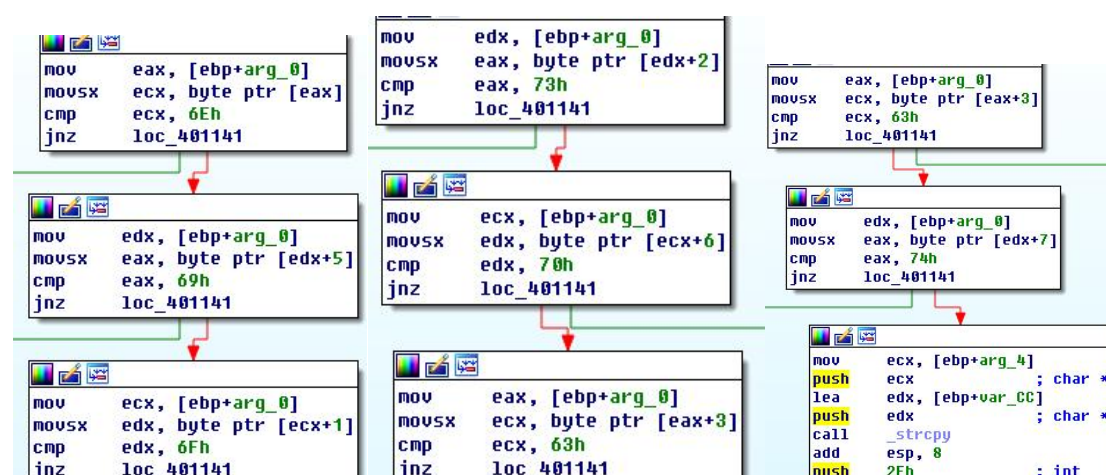 mov eax, [ebp+arg_0]
movsx ecx, byte ptr [eax]
cmp ecx, 6Eh
jnz loc_401141
mov edx, [ebp+arg_0]
movsx eax, byte ptr [edx+5]
cmp eax, 69h
jnz loc_401141
mov ecx, [ebp+arg_0]
movsx edx, byte ptr [ecx+1]
cmp edx, 6Fh
jnz loc_401141
mov edx, [ebp+arg_0]
movsx eax, byte ptr [edx+2]
cmp eax, 73h
jnz loc_401141
mov ecx, [ebp+arg_0]
movsx edx, byte ptr [ecx+6]
cmp edx, 70h
jnz loc_401141
mov eax, [ebp+arg_0]
movsx ecx, byte ptr [eax+3]
cmp ecx, 63h
jnz loc_401141
mov eax, [ebp+arg_0]
movsx ecx, byte ptr [eax+3]
cmp ecx, 63h
jnz loc_401141
mov edx, [ebp+arg_0]
movsx eax, byte ptr [edx+7]
cmp eax, 74h
jnz loc_401141
mov ecx, [ebp+arg_4]
push ecx ; char *
lea edx, [ebp+var_CC]
push edx ; char *
call _strcpy
add esp, 8
push 2Eh ; int